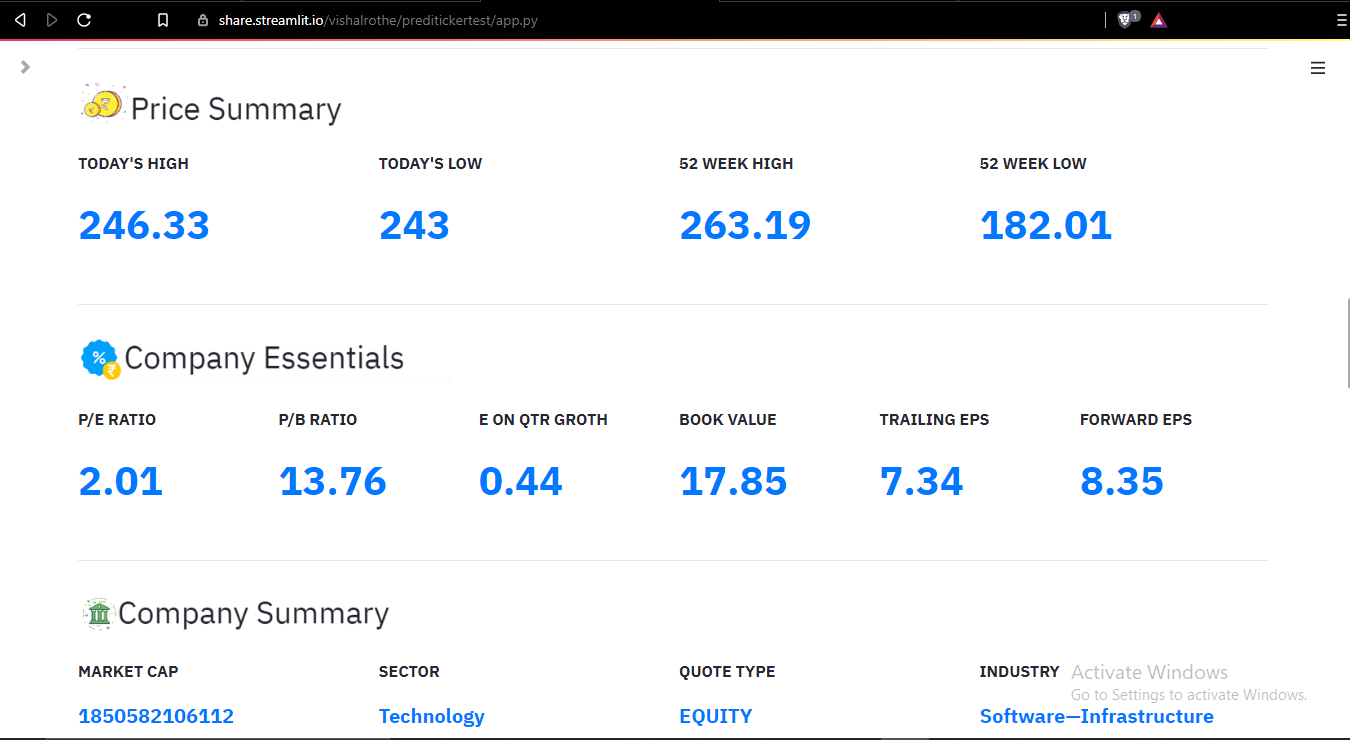 share.streamlit.io/vishalrothe/preditickertest/app.py
1
Price Summary
TODAY'S HIGH TODAY'S LOW 52 WEEK HIGH 52 WEEK LOW
246.33 243 263.19 182.01
% ₹ Company Essentials
P/E RATIO P/B RATIO E ON QTR GROTH BOOK VALUE TRAILING EPS FORWARD EPS
2.01 13.76 0.44 17.85 7.34 8.35
Company Summary
MARKET CAP SECTOR QUOTE TYPE INDUSTRY
Activate Windows
Go to Settings to activate Windows.
1850582106112 Technology EQUITY Software—Infrastructure